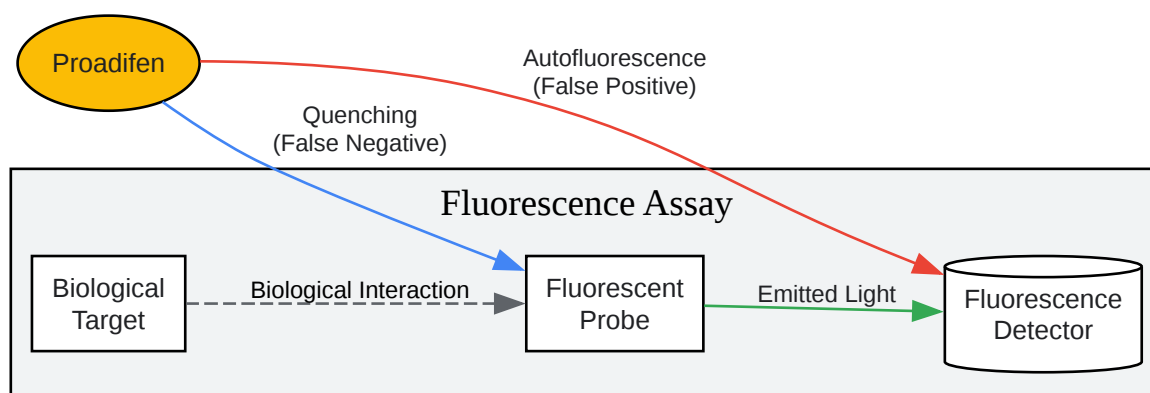 Proadifen
Autofluorescence
(False Positive)
Quenching
(False Negative)
Fluorescence Assay
Biological
Target
Biological Interaction
Fluorescent
Probe
Emitted Light
Fluorescence
Detector